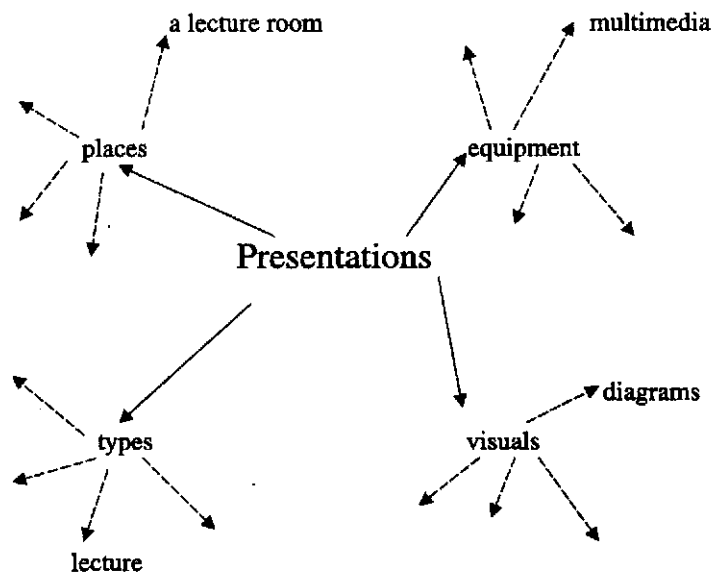 a lecture room
multimedia
places
equipment
Presentations
diagrams
types
visuals
lecture